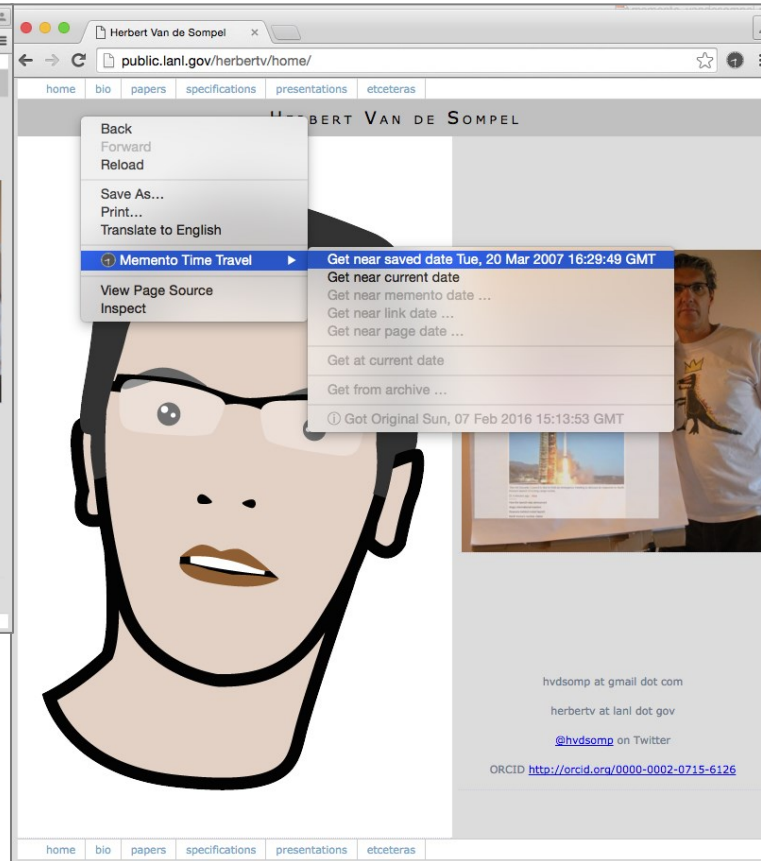 Herbert Van de Sompel
public.lanl.gov/herbertv/home/
home bio papers specifications presentations etceteras
HERBERT VAN DE SOMPEL
Back
Forward
Reload
Save As...
Print...
Translate to English
Memento Time Travel
View Page Source
Inspect
Get near saved date Tue, 20 Mar 2007 16:29:49 GMT
Get near current date
Get near memento date ...
Get near link date ...
Get near page date ...
Get at current date
Get from archive ...
Got Original Sun, 07 Feb 2016 15:13:53 GMT
hvdsomp at gmail dot com
herbertv at lanl dot gov
@hvdsomp on Twitter
ORCID http://orcid.org/0000-0002-0715-6126
home bio papers specifications presentations etceteras